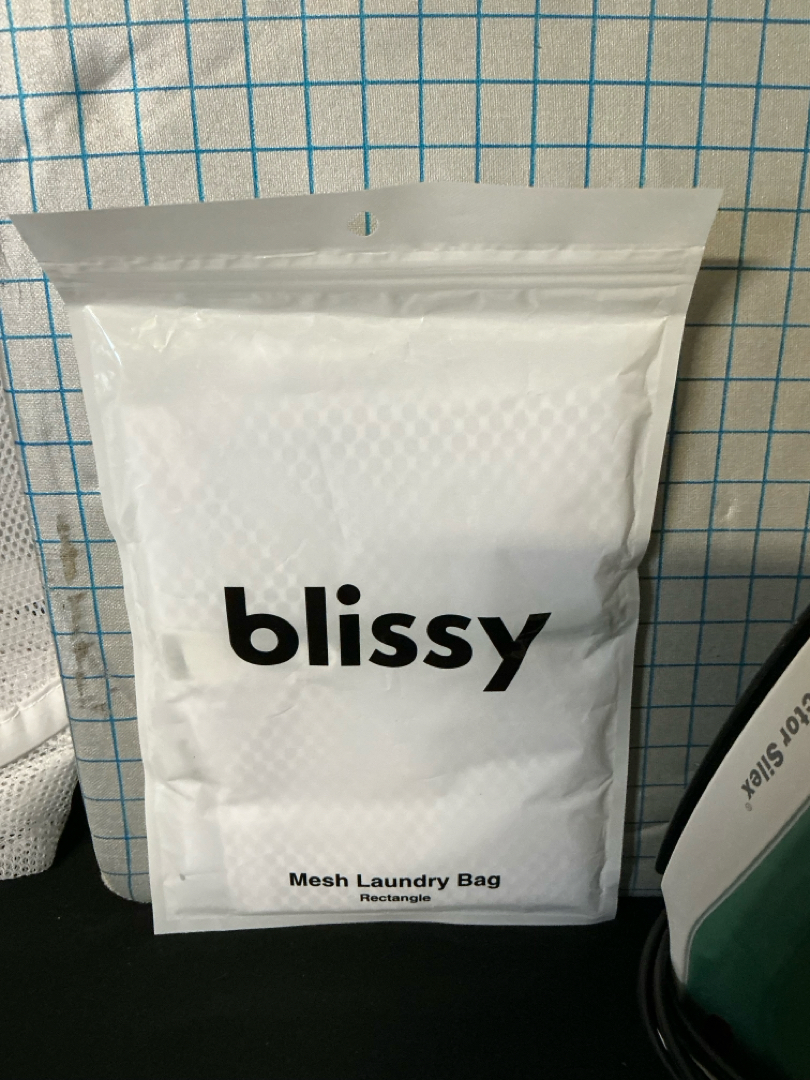 blissy
Mesh Laundry Bag
Rectangle
ctor Silex®